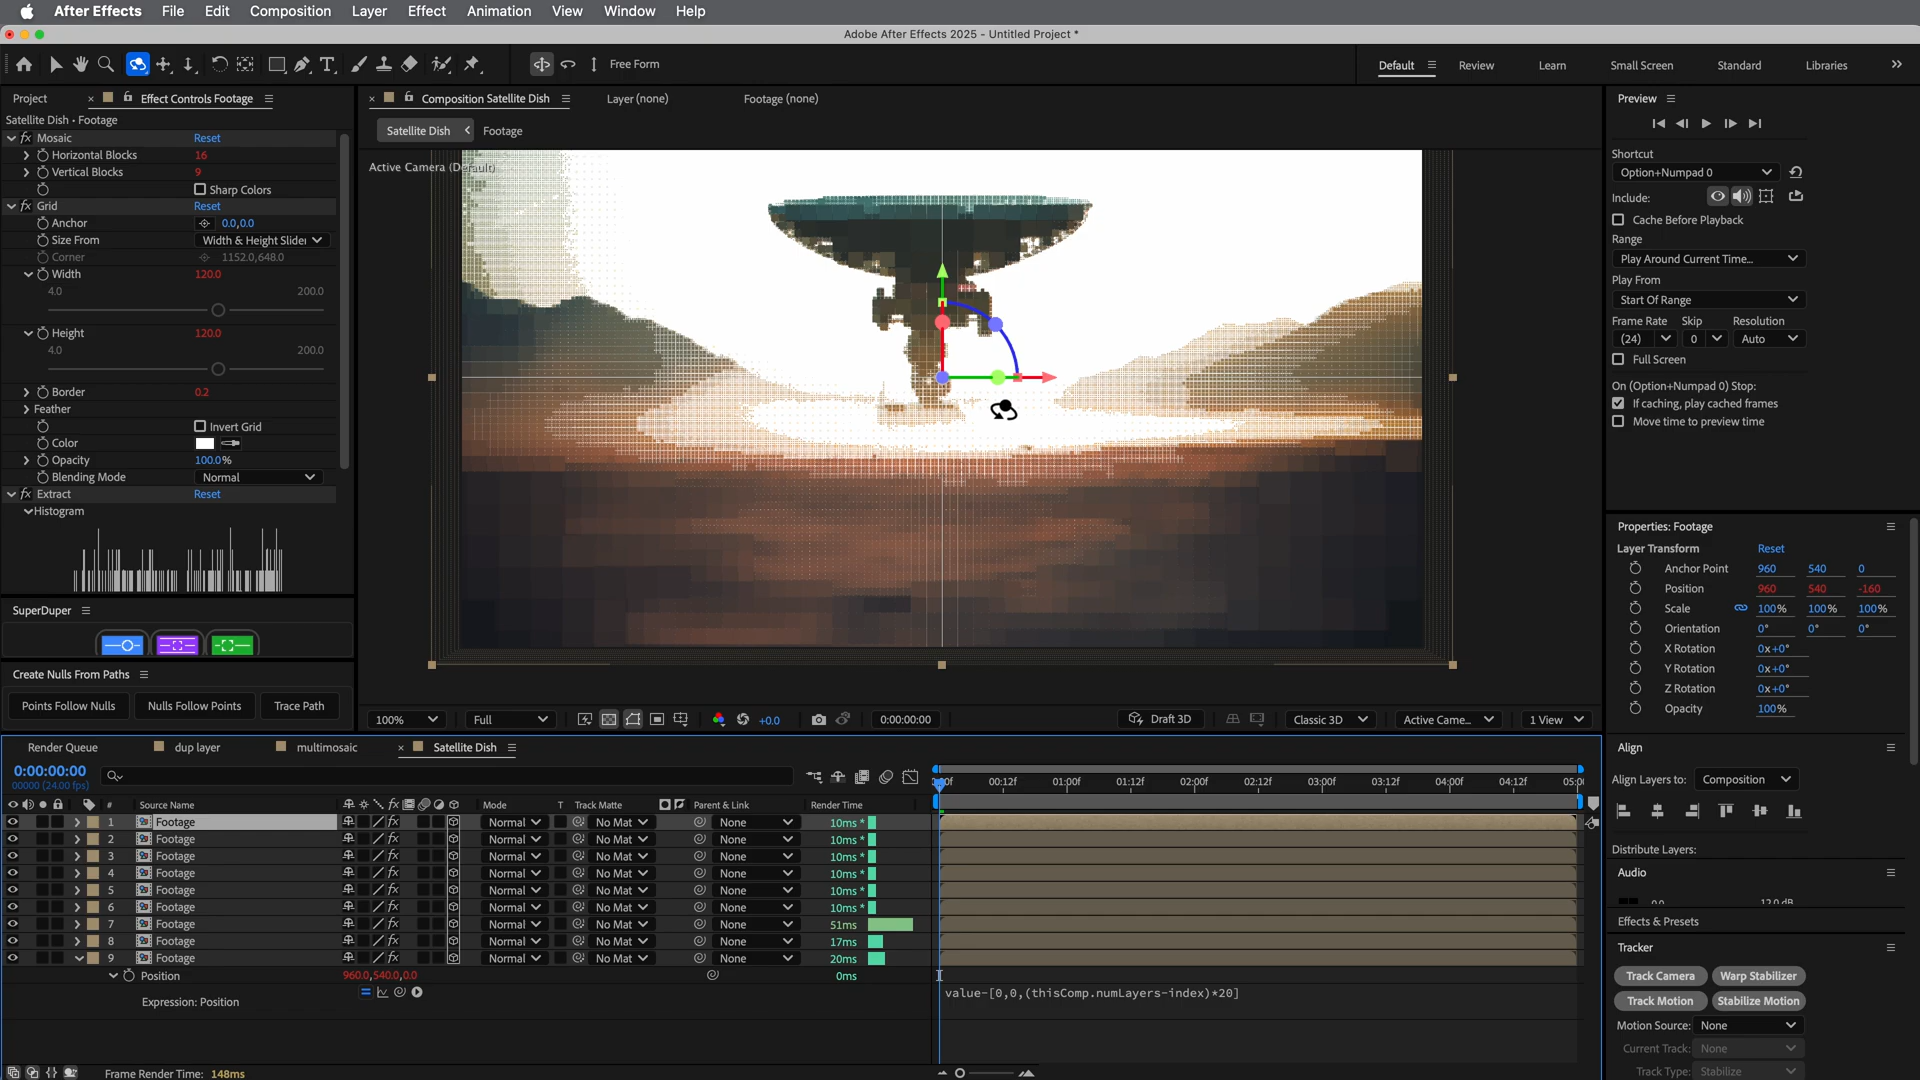 After Effects File Edit Composition Layer Effect Animation View Window Help
Adobe After Effects 2025 - Untitled Project *
Free Form Default Review Learn Small Screen Standard Libraries
Project Effect Controls Footage
Composition Satellite Dish Layer (none) Footage (none)
Satellite Dish • Footage
Satellite Dish Footage
Active Camera (Default)
Mosaic Reset
Horizontal Blocks 16
Vertical Blocks 9
Sharp Colors
Grid Reset
Anchor 0.0,0.0
Size From Width & Height Slider
Corner 1152.0,648.0
Width 120.0
4.0 200.0
Height 120.0
4.0 200.0
Border 0.2
Feather
Invert Grid
Color
Opacity 100.0%
Blending Mode Normal
Extract Reset
Histogram
SuperDuper
Create Nulls From Paths
Points Follow Nulls Nulls Follow Points Trace Path
100% Full +0.0 0:00:00:00 Draft 3D Classic 3D Active Came... 1 View
Preview
Shortcut
Option+Numpad 0
Include:
Cache Before Playback
Range
Play Around Current Time...
Play From
Start Of Range
Frame Rate Skip Resolution
(24) 0 Auto
Full Screen
On (Option+Numpad 0) Stop:
If caching, play cached frames
Move time to preview time
Properties: Footage
Layer Transform Reset
Anchor Point 960 540 0
Position 960 540 -160
Scale 100% 100% 100%
Orientation 0° 0° 0°
X Rotation 0x+0°
Y Rotation 0x+0°
Z Rotation 0x+0°
Opacity 100%
Align
Align Layers to: Composition
Distribute Layers:
Audio
0.0 12.0 dB
Effects & Presets
Tracker
Track Camera Warp Stabilizer
Track Motion Stabilize Motion
Motion Source: None
Current Track: None
Track Type: Stabilize
Render Queue dup layer multimosaic Satellite Dish
0:00:00:00
00000 (24.00 fps)
00:12f 01:00f 01:12f 02:00f 02:12f 03:00f 03:12f 04:00f 04:12f
# Source Name fx Mode T Track Matte Parent & Link Render Time
1 Footage fx Normal No Mat None 10ms *
2 Footage fx Normal No Mat None 10ms *
3 Footage fx Normal No Mat None 10ms *
4 Footage fx Normal No Mat None 10ms *
5 Footage fx Normal No Mat None 10ms *
6 Footage fx Normal No Mat None 10ms *
7 Footage fx Normal No Mat None 51ms
8 Footage fx Normal No Mat None 17ms
9 Footage fx Normal No Mat None 20ms
Position 960.0,540.0,0.0 0ms
Expression: Position value-[0,0,(thisComp.numLayers-index)*20]
Frame Render Time: 148ms